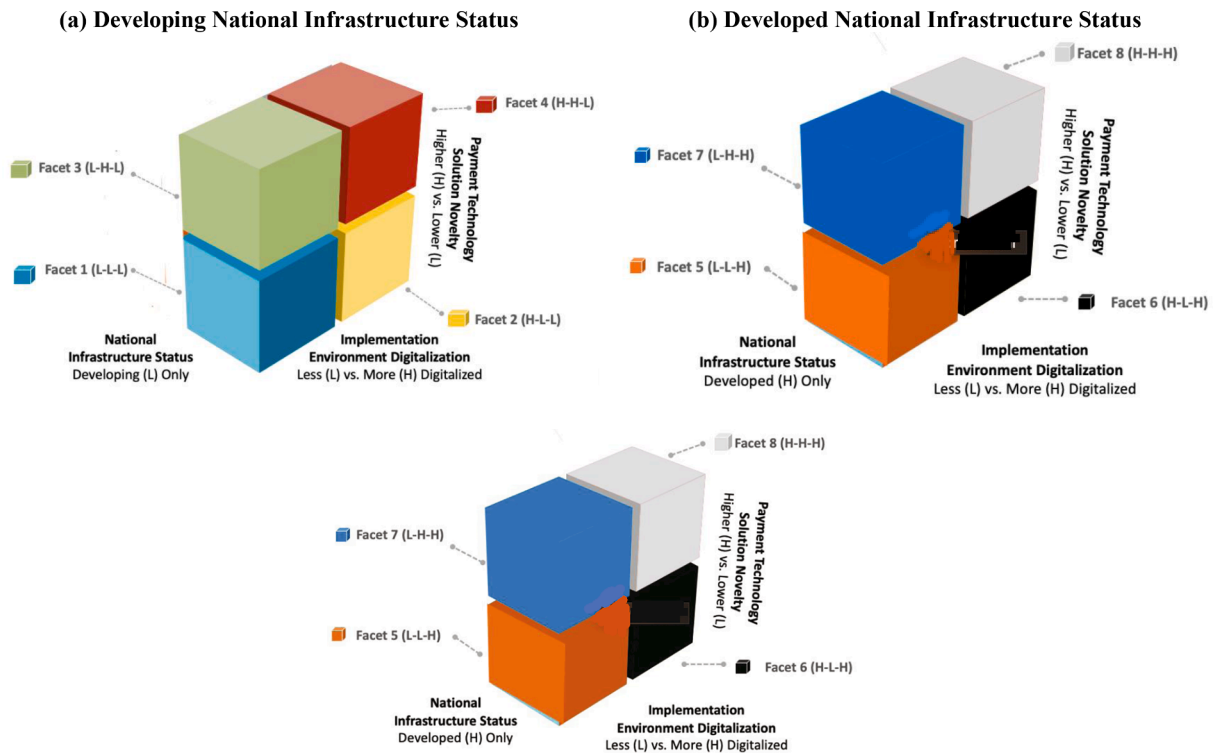 (a) Developing National Infrastructure Status
Facet 4 (H-H-L)
Facet 3 (L-H-L)
Payment Technology
Solution Novelty
Higher (H) vs. Lower (L)
Facet 1 (L-L-L)
Facet 2 (H-L-L)
National
Infrastructure Status
Developing (L) Only
Implementation
Environment Digitalization
Less (L) vs. More (H) Digitalized
(b) Developed National Infrastructure Status
Facet 8 (H-H-H)
Facet 7 (L-H-H)
Payment Technology
Solution Novelty
Higher (H) vs. Lower (L)
Facet 5 (L-L-H)
Facet 6 (H-L-H)
National
Infrastructure Status
Developed (H) Only
Implementation
Environment Digitalization
Less (L) vs. More (H) Digitalized
Facet 8 (H-H-H)
Facet 7 (L-H-H)
Payment Technology
Solution Novelty
Higher (H) vs. Lower (L)
Facet 5 (L-L-H)
Facet 6 (H-L-H)
National
Infrastructure Status
Developed (H) Only
Implementation
Environment Digitalization
Less (L) vs. More (H) Digitalized